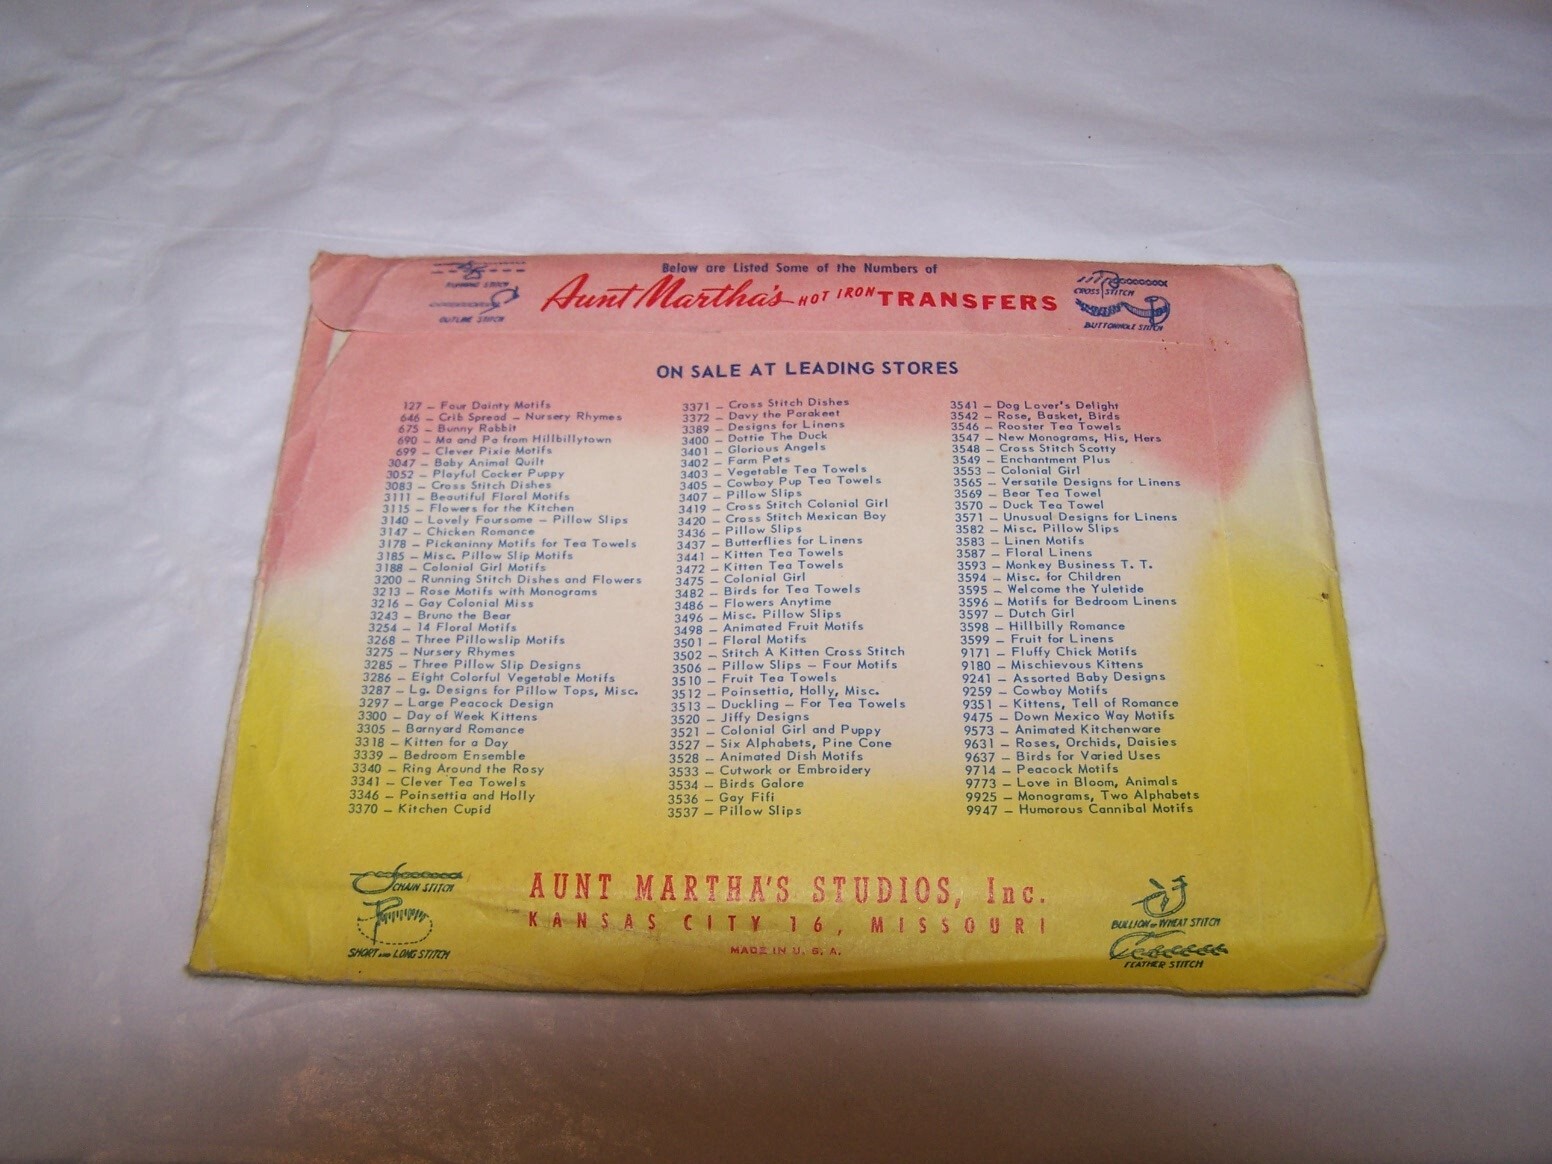 Below are Listed Some of the Numbers of
Aunt Martha's HOT IRON TRANSFERS
RUNNING STITCH
OUTLINE STITCH
CROSS STITCH
BUTTONHOLE STITCH
ON SALE AT LEADING STORES
127 – Four Dainty Motifs
646 – Crib Spread – Nursery Rhymes
675 – Bunny Rabbit
690 – Ma and Pa from Hillbillytown
699 – Clever Pixie Motifs
3047 – Baby Animal Quilt
3052 – Playful Cocker Puppy
3083 – Cross Stitch Dishes
3111 – Beautiful Floral Motifs
3115 – Flowers for the Kitchen
3140 – Lovely Foursome – Pillow Slips
3147 – Chicken Romance
3178 – Pickaninny Motifs for Tea Towels
3185 – Misc. Pillow Slip Motifs
3188 – Colonial Girl Motifs
3200 – Running Stitch Dishes and Flowers
3213 – Rose Motifs with Monograms
3216 – Gay Colonial Miss
3243 – Bruno the Bear
3254 – 14 Floral Motifs
3268 – Three Pillowslip Motifs
3275 – Nursery Rhymes
3285 – Three Pillow Slip Designs
3286 – Eight Colorful Vegetable Motifs
3287 – Lg. Designs for Pillow Tops, Misc.
3297 – Large Peacock Design
3300 – Day of Week Kittens
3305 – Barnyard Romance
3318 – Kitten for a Day
3339 – Bedroom Ensemble
3340 – Ring Around the Rosy
3341 – Clever Tea Towels
3346 – Poinsettia and Holly
3370 – Kitchen Cupid
3371 – Cross Stitch Dishes
3372 – Davy the Parakeet
3389 – Designs for Linens
3400 – Dottie The Duck
3401 – Glorious Angels
3402 – Farm Pets
3403 – Vegetable Tea Towels
3405 – Cowboy Pup Tea Towels
3407 – Pillow Slips
3419 – Cross Stitch Colonial Girl
3420 – Cross Stitch Mexican Boy
3436 – Pillow Slips
3437 – Butterflies for Linens
3441 – Kitten Tea Towels
3472 – Kitten Tea Towels
3475 – Colonial Girl
3482 – Birds for Tea Towels
3486 – Flowers Anytime
3496 – Misc. Pillow Slips
3498 – Animated Fruit Motifs
3501 – Floral Motifs
3502 – Stitch A Kitten Cross Stitch
3506 – Pillow Slips – Four Motifs
3510 – Fruit Tea Towels
3512 – Poinsettia, Holly, Misc.
3513 – Duckling – For Tea Towels
3520 – Jiffy Designs
3521 – Colonial Girl and Puppy
3527 – Six Alphabets, Pine Cone
3528 – Animated Dish Motifs
3533 – Cutwork or Embroidery
3534 – Birds Galore
3536 – Gay Fifi
3537 – Pillow Slips
3541 – Dog Lover's Delight
3542 – Rose, Basket, Birds
3546 – Rooster Tea Towels
3547 – New Monograms, His, Hers
3548 – Cross Stitch Scotty
3549 – Enchantment Plus
3553 – Colonial Girl
3565 – Versatile Designs for Linens
3569 – Bear Tea Towel
3570 – Duck Tea Towel
3571 – Unusual Designs for Linens
3582 – Misc. Pillow Slips
3583 – Linen Motifs
3587 – Floral Linens
3593 – Monkey Business T. T.
3594 – Misc. for Children
3595 – Welcome the Yuletide
3596 – Motifs for Bedroom Linens
3597 – Dutch Girl
3598 – Hillbilly Romance
3599 – Fruit for Linens
9171 – Fluffy Chick Motifs
9180 – Mischievous Kittens
9241 – Assorted Baby Designs
9259 – Cowboy Motifs
9351 – Kittens, Tell of Romance
9475 – Down Mexico Way Motifs
9573 – Animated Kitchenware
9631 – Roses, Orchids, Daisies
9637 – Birds for Varied Uses
9714 – Peacock Motifs
9773 – Love in Bloom, Animals
9925 – Monograms, Two Alphabets
9947 – Humorous Cannibal Motifs
CHAIN STITCH
SHORT AND LONG STITCH
AUNT MARTHA'S STUDIOS, Inc.
KANSAS CITY 16, MISSOURI
MADE IN U. S. A.
BULLION or WHEAT STITCH
FEATHER STITCH